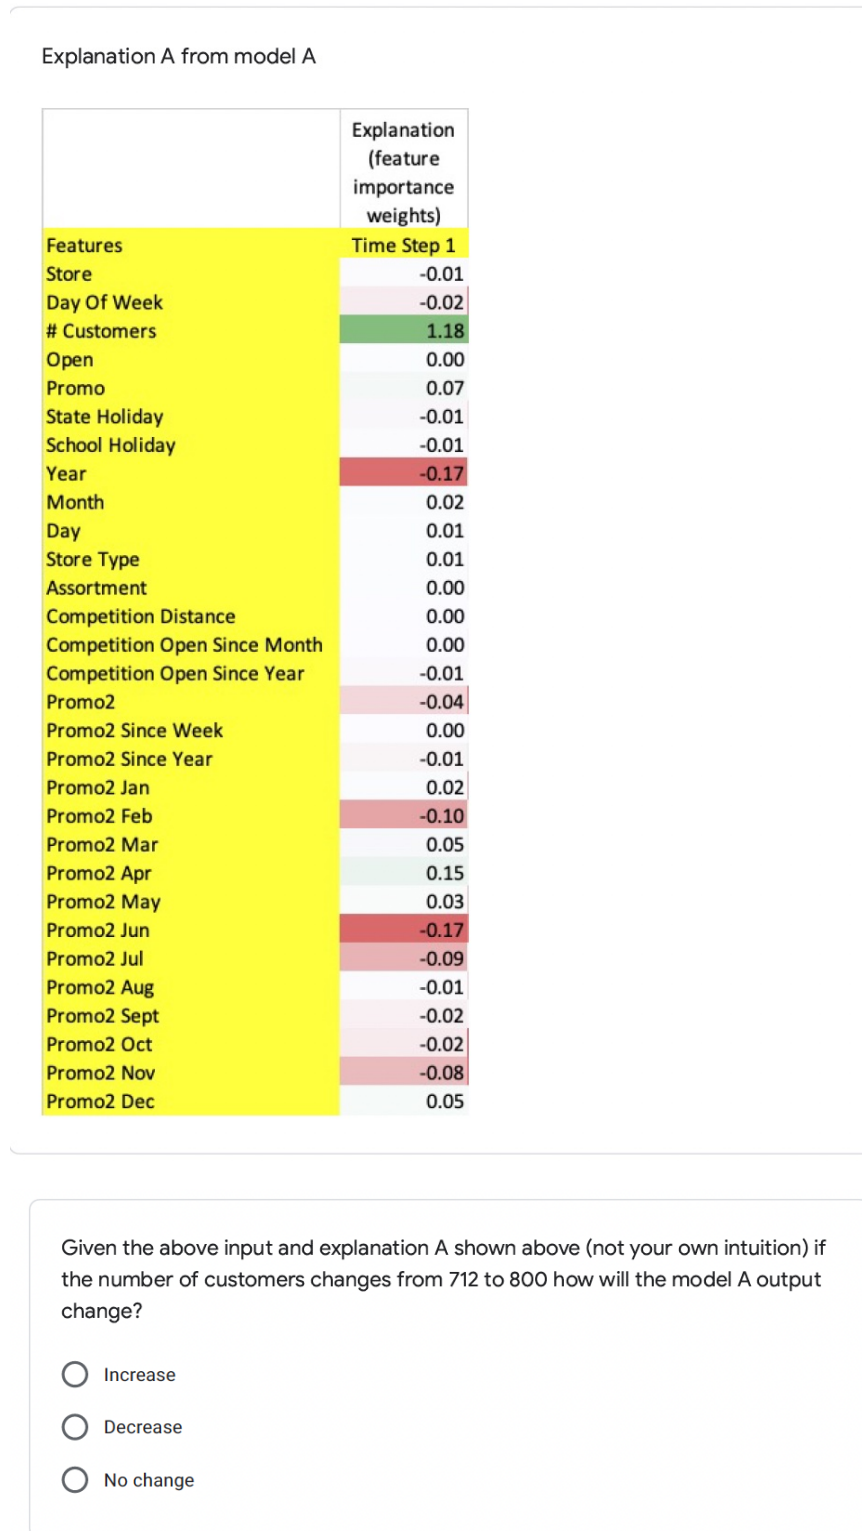 Explanation A from model A
Explanation
(feature
importance
weights)
Features Time Step 1
Store -0.01
Day Of Week -0.02
# Customers 1.18
Open 0.00
Promo 0.07
State Holiday -0.01
School Holiday -0.01
Year -0.17
Month 0.02
Day 0.01
Store Type 0.01
Assortment 0.00
Competition Distance 0.00
Competition Open Since Month 0.00
Competition Open Since Year -0.01
Promo2 -0.04
Promo2 Since Week 0.00
Promo2 Since Year -0.01
Promo2 Jan 0.02
Promo2 Feb -0.10
Promo2 Mar 0.05
Promo2 Apr 0.15
Promo2 May 0.03
Promo2 Jun -0.17
Promo2 Jul -0.09
Promo2 Aug -0.01
Promo2 Sept -0.02
Promo2 Oct -0.02
Promo2 Nov -0.08
Promo2 Dec 0.05
Given the above input and explanation A shown above (not your own intuition) if
the number of customers changes from 712 to 800 how will the model A output
change?
Increase
Decrease
No change